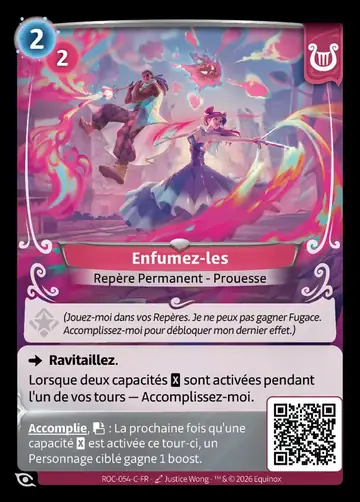 2
2
Enfumez-les
Repère Permanent - Prouesse
(Jouez-moi dans vos Repères. Je ne peux pas gagner Fugace.
Accomplissez-moi pour débloquer mon dernier effet.)
Ravitaillez.
Lorsque deux capacités X sont activées pendant
l'un de vos tours — Accomplissez-moi.
Accomplie, : La prochaine fois qu'une
capacité X est activée ce tour-ci, un
Personnage ciblé gagne 1 boost.
ROC-054-C-FR - Justice Wong - ™ & © 2026 Equinox